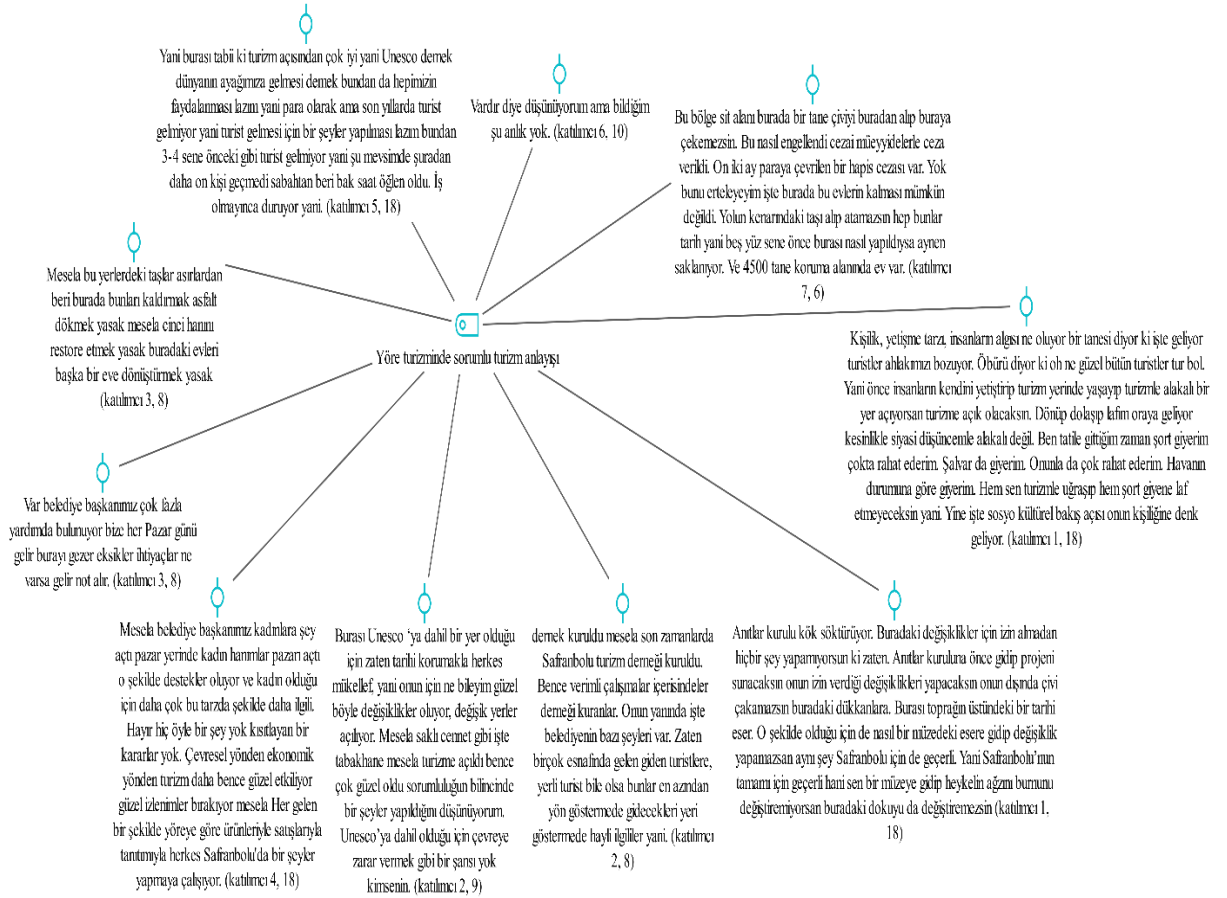 Yani burası tabii ki turizm açısından çok iyi yani Unesco demek
dünyanın ayağımıza gelmesi demek bundan da hepimizin
faydalanması lazım yani para olarak ama son yıllarda turist
gelmiyor yani turist gelmesi için bir şeyler yapılması lazım bundan
3-4 sene önceki gibi turist gelmiyor yani şu mevsimde şuradan
daha on kişi geçmedi sabahtan beri bak saat öğlen oldu. İş
olmayınca duruyor yani. (katılımcı 5, 18)
Vardır diye düşünüyorum ama bildiğim
şu anlık yok. (katılımcı 6, 10)
Bu bölge sit alanı burada bir tane çiviyi buradan alıp buraya
çekemezsin. Bu nasıl engellendi cezai müeyyidelerle ceza
verildi. On iki ay paraya çevrilen bir hapis cezası var. Yok
bunu erteleyeyim işte burada bu evlerin kalması mümkün
değildi. Yolun kenarındaki taşı alıp atamazsın hep bunlar
tarih yani beş yüz sene önce burası nasıl yapıldıysa aynen
saklanıyor. Ve 4500 tane koruma alanında ev var. (katılımcı
7, 6)
Mesela bu yerlerdeki taşlar asırlardan
beri burada bunları kaldırmak asfalt
dökmek yasak mesela cinci hanını
restore etmek yasak buradaki evleri
başka bir eve dönüştürmek yasak
(katılımcı 3, 8)
Yöre turizminde sorumlu turizm anlayışı
Kişilik, yetişme tarzı, insanların algısı ne oluyor bir tanesi diyor ki işte geliyor
turistler ahlakımızı bozuyor. Öbürü diyor ki oh ne güzel bütün turistler tur bol.
Yani önce insanların kendini yetiştirip turizm yerinde yaşayıp turizmle alakalı bir
yer açıyorsan turizme açık olacaksın. Dönüp dolaşıp lafım oraya geliyor
kesinlikle siyasi düşüncemle alakalı değil. Ben tatile gittiğim zaman şort giyerim
çokta rahat ederim. Şalvar da giyerim. Onunla da çok rahat ederim. Havanın
durumuna göre giyerim. Hem sen turizmle uğraşıp hem şort giyene laf
etmeyeceksin yani. Yine işte sosyo kültürel bakış açısı onun kişiliğine denk
geliyor. (katılımcı 1, 18)
Var belediye başkanımız çok fazla
yardımda bulunuyor bize her Pazar günü
gelir burayı gezer eksikler ihtiyaçlar ne
varsa gelir not alır. (katılımcı 3, 8)
Mesela belediye başkanımız kadınlara şey
açtı pazar yerinde kadın hanımlar pazarı açtı
o şekilde destekler oluyor ve kadın olduğu
için daha çok bu tarzda şekilde daha ilgili.
Hayır hiç öyle bir şey yok kısıtlayan bir
kararlar yok. Çevresel yönden ekonomik
yönden turizm daha bence güzel etkiliyor
güzel izlenimler bırakıyor mesela Her gelen
bir şekilde yöreye göre ürünleriyle satışlarıyla
tanıtımıyla herkes Safranbolu'da bir şeyler
yapmaya çalışıyor. (katılımcı 4, 18)
Burası Unesco ‘ya dahil bir yer olduğu
için zaten tarihi korumakla herkes
mükellef, yani onun için ne bileyim güzel
böyle değişiklikler oluyor, değişik yerler
açılıyor. Mesela saklı cennet gibi işte
tabakhane mesela turizme açıldı bence
çok güzel oldu sorumluluğun bilincinde
bir şeyler yapıldığını düşünüyorum.
Unesco’ya dahil olduğu için çevreye
zarar vermek gibi bir şansı yok
kimsenin. (katılımcı 2, 9)
dernek kuruldu mesela son zamanlarda
Safranbolu turizm derneği kuruldu.
Bence verimli çalışmalar içerisindeler
derneği kuranlar. Onun yanında işte
belediyenin bazı şeyleri var. Zaten
birçok esnafında gelen giden turistlere,
yerli turist bile olsa bunlar en azından
yön göstermede gidecekleri yeri
göstermede hayli ilgililer yani. (katılımcı
2, 8)
Anıtlar kurulu kök söktürüyor. Buradaki değişiklikler için izin almadan
hiçbir şey yapamıyorsun ki zaten. Anıtlar kuruluna önce gidip projeni
sunacaksın onun izin verdiği değişiklikleri yapacaksın onun dışında çivi
çakamazsın buradaki dükkanlara. Burası toprağın üstündeki bir tarihi
eser. O şekilde olduğu için de nasıl bir müzedeki esere gidip değişiklik
yapamazsan aynı şey Safranbolu için de geçerli. Yani Safranbolu’nun
tamamı için geçerli hani sen bir müzeye gidip heykelin ağzını burnunu
değiştiremiyorsan buradaki dokuyu da değiştiremezsin (katılımcı 1,
18)